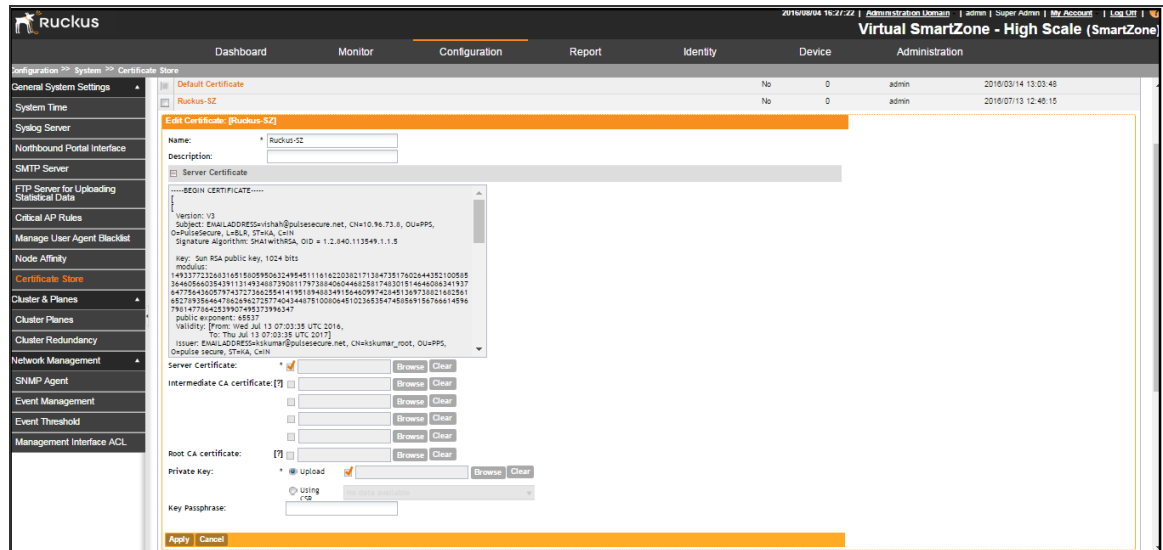 Ruckus
2016/08/04 16:27:22 | Administration Domain | admin | Super Admin | My Account | Log Off |
Virtual SmartZone - High Scale (SmartZone)
Dashboard Monitor Configuration Report Identity Device Administration
Configuration >> System >> Certificate Store
General System Settings
System Time
Syslog Server
Northbound Portal Interface
SMTP Server
FTP Server for Uploading
Statistical Data
Critical AP Rules
Manage User Agent Blacklist
Node Affinity
Certificate Store
Cluster & Planes
Cluster Planes
Cluster Redundancy
Network Management
SNMP Agent
Event Management
Event Threshold
Management Interface ACL
Default Certificate No 0 admin 2016/03/14 13:03:48
Ruckus-SZ No 0 admin 2016/07/13 12:46:15
Edit Certificate: [Ruckus-SZ]
Name: * Ruckus-SZ
Description:
Server Certificate
-----BEGIN CERTIFICATE-----
[
[
Version: V3
Subject: EMAILADDRESS=vishah@pulsesecure.net, CN=10.96.73.8, OU=PPS,
O=PulseSecure, L=BLR, ST=KA, C=IN
Signature Algorithm: SHA1withRSA, OID = 1.2.840.113549.1.1.5
Key: Sun RSA public key, 1024 bits
modulus:
public exponent: 65537
Validity: [From: Wed Jul 13 07:03:35 UTC 2016,
To: Thu Jul 13 07:03:35 UTC 2017]
Issuer: EMAILADDRESS=kskumar@pulsesecure.net, CN=kskumar_root, OU=PPS,
O=pulse secure, ST=KA, C=IN
Server Certificate: * Browse Clear
Intermediate CA certificate:[?] Browse Clear
Browse Clear
Browse Clear
Browse Clear
Root CA certificate: [?] Browse Clear
Private Key: * Upload Browse Clear
Using
CSR No data available
Key Passphrase:
Apply Cancel